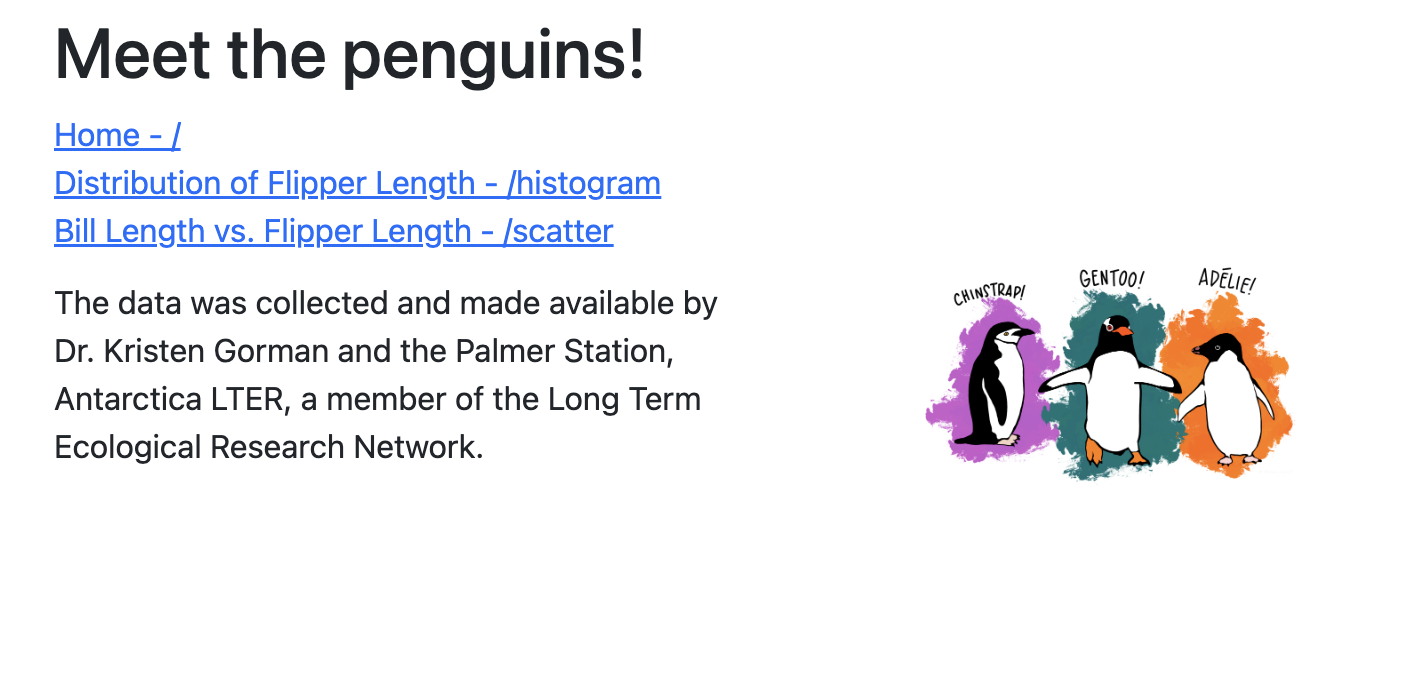 Meet the penguins!
Home - /
Distribution of Flipper Length - /histogram
Bill Length vs. Flipper Length - /scatter
The data was collected and made available by
Dr. Kristen Gorman and the Palmer Station,
Antarctica LTER, a member of the Long Term
Ecological Research Network.
CHINSTRAP!
GENTOO!
ADÉLIE!